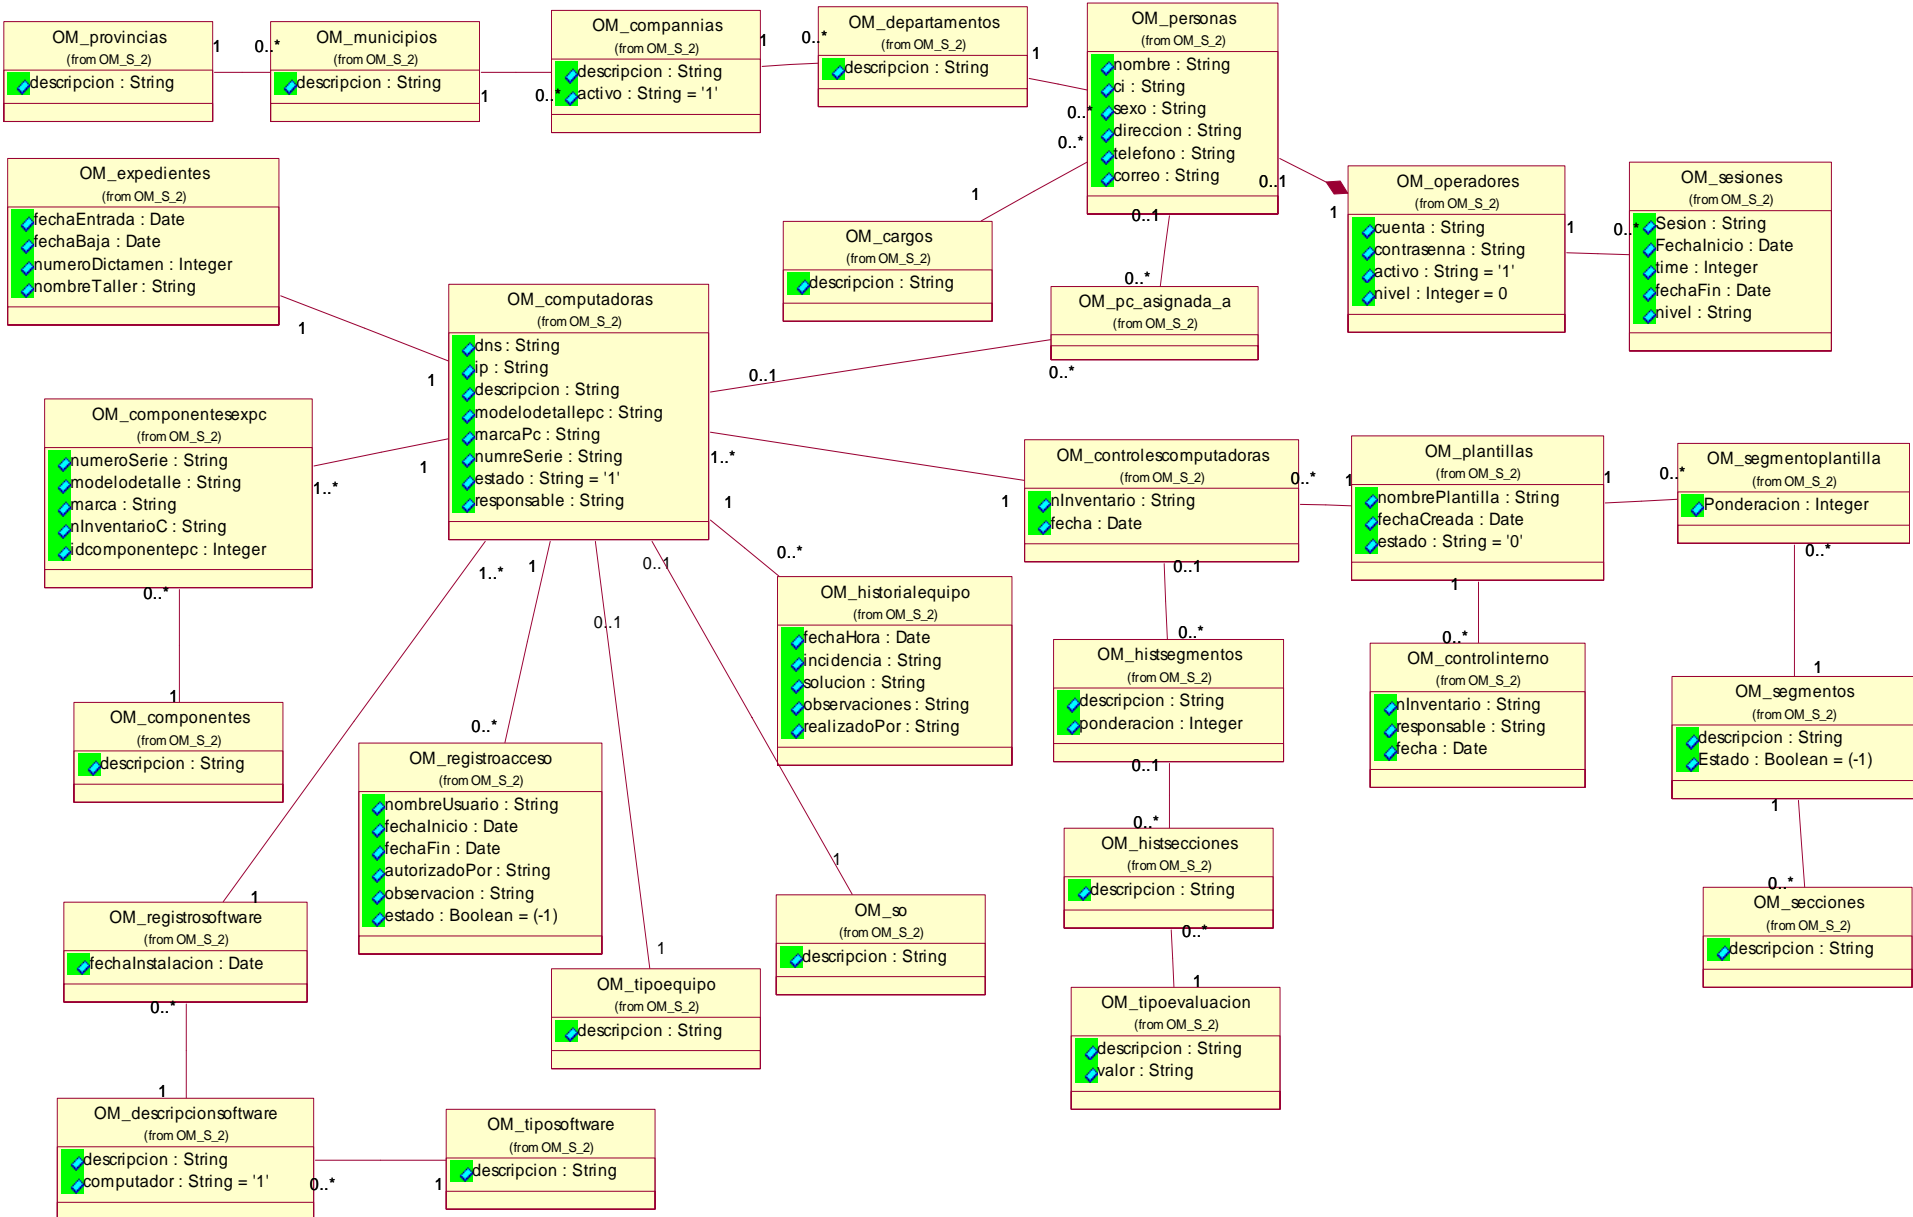 OM_provincias
(from OM_S_2)
descripcion : String
1
0..*
OM_municipios
(from OM_S_2)
descripcion : String
1
0..*
OM_compannias
(from OM_S_2)
descripcion : String
activo : String = '1'
1
0..*
OM_departamentos
(from OM_S_2)
descripcion : String
1
0..*
OM_personas
(from OM_S_2)
nombre : String
ci : String
sexo : String
direccion : String
telefono : String
correo : String
0..*
1
0..1
1
0..1
0..*
OM_operadores
(from OM_S_2)
cuenta : String
contrasenna : String
activo : String = '1'
nivel : Integer = 0
1
0..*
OM_sesiones
(from OM_S_2)
Sesion : String
FechaInicio : Date
time : Integer
fechaFin : Date
nivel : String
OM_cargos
(from OM_S_2)
descripcion : String
OM_pc_asignada_a
(from OM_S_2)
0..1
0..*
OM_expedientes
(from OM_S_2)
fechaEntrada : Date
fechaBaja : Date
numeroDictamen : Integer
nombreTaller : String
1
1
OM_computadoras
(from OM_S_2)
dns : String
ip : String
descripcion : String
modelodetallepc : String
marcaPc : String
numreSerie : String
estado : String = '1'
responsable : String
OM_componentesexpc
(from OM_S_2)
numeroSerie : String
modelodetalle : String
marca : String
nInventarioC : String
idcomponentepc : Integer
1..*
1
0..*
1
OM_componentes
(from OM_S_2)
descripcion : String
1..*
1
OM_controlescomputadoras
(from OM_S_2)
nInventario : String
fecha : Date
0..*
1
OM_plantillas
(from OM_S_2)
nombrePlantilla : String
fechaCreada : Date
estado : String = '0'
1
0..*
OM_segmentoplantilla
(from OM_S_2)
Ponderacion : Integer
0..*
1
1
0..*
1..*
1
0..1
0..1
1
0..*
OM_historialequipo
(from OM_S_2)
fechaHora : Date
incidencia : String
solucion : String
observaciones : String
realizadoPor : String
0..1
0..*
OM_histsegmentos
(from OM_S_2)
descripcion : String
ponderacion : Integer
0..1
0..*
OM_controlinterno
(from OM_S_2)
nInventario : String
responsable : String
fecha : Date
OM_segmentos
(from OM_S_2)
descripcion : String
Estado : Boolean = (-1)
1
0..*
OM_registroacceso
(from OM_S_2)
nombreUsuario : String
fechaInicio : Date
fechaFin : Date
autorizadoPor : String
observacion : String
estado : Boolean = (-1)
0..*
1
1
1
OM_histsecciones
(from OM_S_2)
descripcion : String
0..*
1
OM_secciones
(from OM_S_2)
descripcion : String
OM_registrosoftware
(from OM_S_2)
fechaInstalacion : Date
0..*
1
OM_so
(from OM_S_2)
descripcion : String
OM_tipoequipo
(from OM_S_2)
descripcion : String
OM_tipoevaluacion
(from OM_S_2)
descripcion : String
valor : String
OM_descripcionsoftware
(from OM_S_2)
descripcion : String
computador : String = '1'
0..*
1
OM_tiposoftware
(from OM_S_2)
descripcion : String